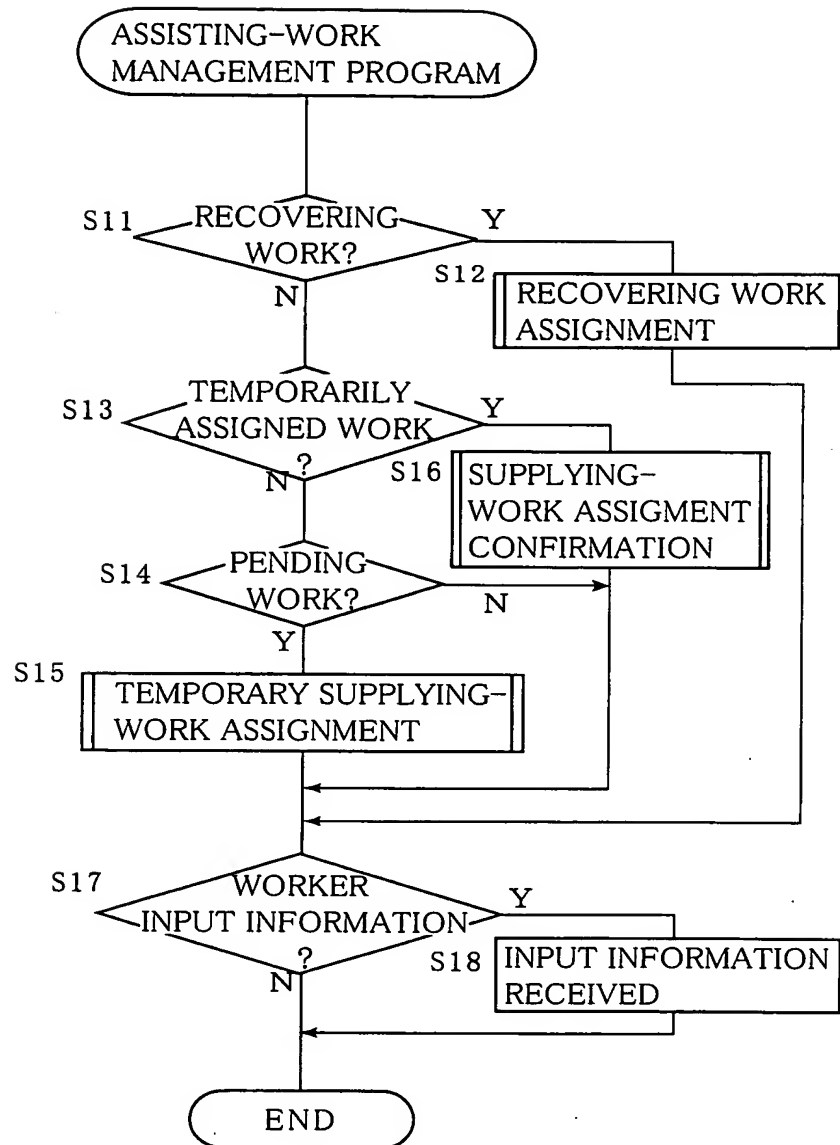 ASSISTING-WORK
MANAGEMENT PROGRAM
S11
RECOVERING
WORK?
Y
N
S12
RECOVERING WORK
ASSIGNMENT
S13
TEMPORARILY
ASSIGNED WORK
?
Y
N
S16
SUPPLYING-
WORK ASSIGMENT
CONFIRMATION
S14
PENDING
WORK?
N
Y
S15
TEMPORARY SUPPLYING-
WORK ASSIGNMENT
S17
WORKER
INPUT INFORMATION
?
Y
N
S18
INPUT INFORMATION
RECEIVED
END